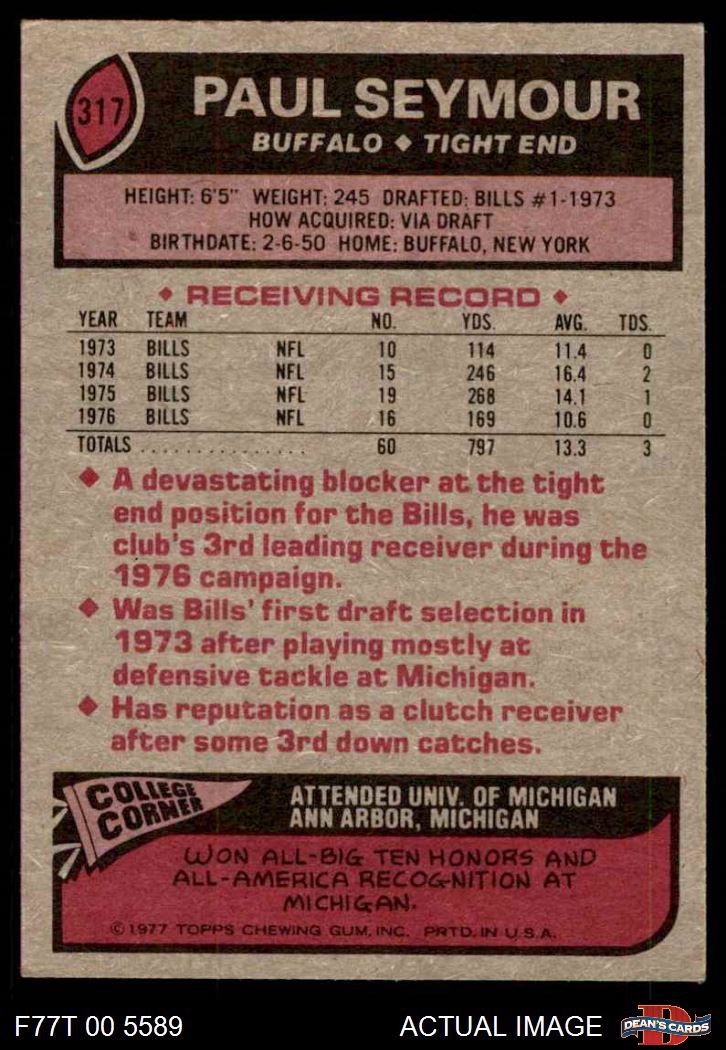 317
PAUL SEYMOUR
BUFFALO ◆ TIGHT END
HEIGHT: 6'5" WEIGHT: 245 DRAFTED: BILLS #1-1973
HOW ACQUIRED: VIA DRAFT
BIRTHDATE: 2-6-50 HOME: BUFFALO, NEW YORK
◆ RECEIVING RECORD ◆
YEAR TEAM NO. YDS. AVG. TDS.
1973 BILLS NFL 10 114 11.4 0
1974 BILLS NFL 15 246 16.4 2
1975 BILLS NFL 19 268 14.1 1
1976 BILLS NFL 16 169 10.6 0
TOTALS ................ 60 797 13.3 3
◆ A devastating blocker at the tight
end position for the Bills, he was
club's 3rd leading receiver during the
1976 campaign.
◆ Was Bills' first draft selection in
1973 after playing mostly at
defensive tackle at Michigan.
◆ Has reputation as a clutch receiver
after some 3rd down catches.
COLLEGE
CORNER
ATTENDED UNIV. OF MICHIGAN
ANN ARBOR, MICHIGAN
WON ALL-BIG TEN HONORS AND
ALL-AMERICA RECOGNITION AT
MICHIGAN.
©1977 TOPPS CHEWING GUM, INC. PRTD. IN U.S.A.
F77T 00 5589
ACTUAL IMAGE
D
DEAN'S CARDS